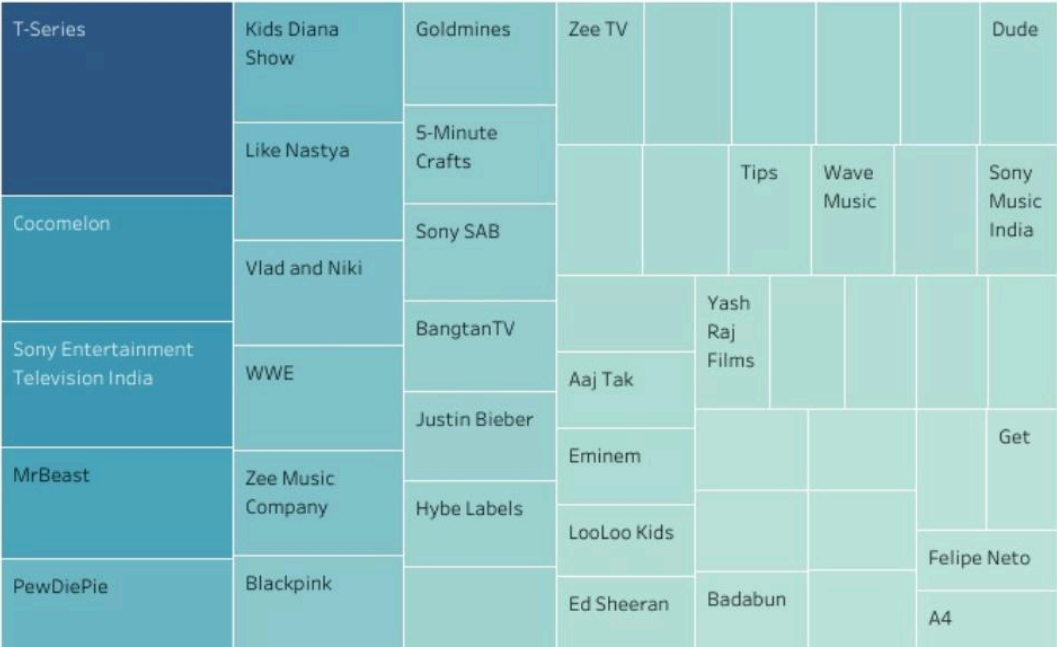 T-Series
Cocomelon
Sony Entertainment
Television India
MrBeast
PewDiePie
Kids Diana
Show
Like Nastya
Vlad and Niki
WWE
Zee Music
Company
Blackpink
Goldmines
5-Minute
Crafts
Sony SAB
BangtanTV
Justin Bieber
Hybe Labels
Zee TV
Dude
Tips
Wave
Music
Sony
Music
India
Aaj Tak
Eminem
LooLoo Kids
Ed Sheeran
Yash
Raj
Films
Badabun
Get
Felipe Neto
A4